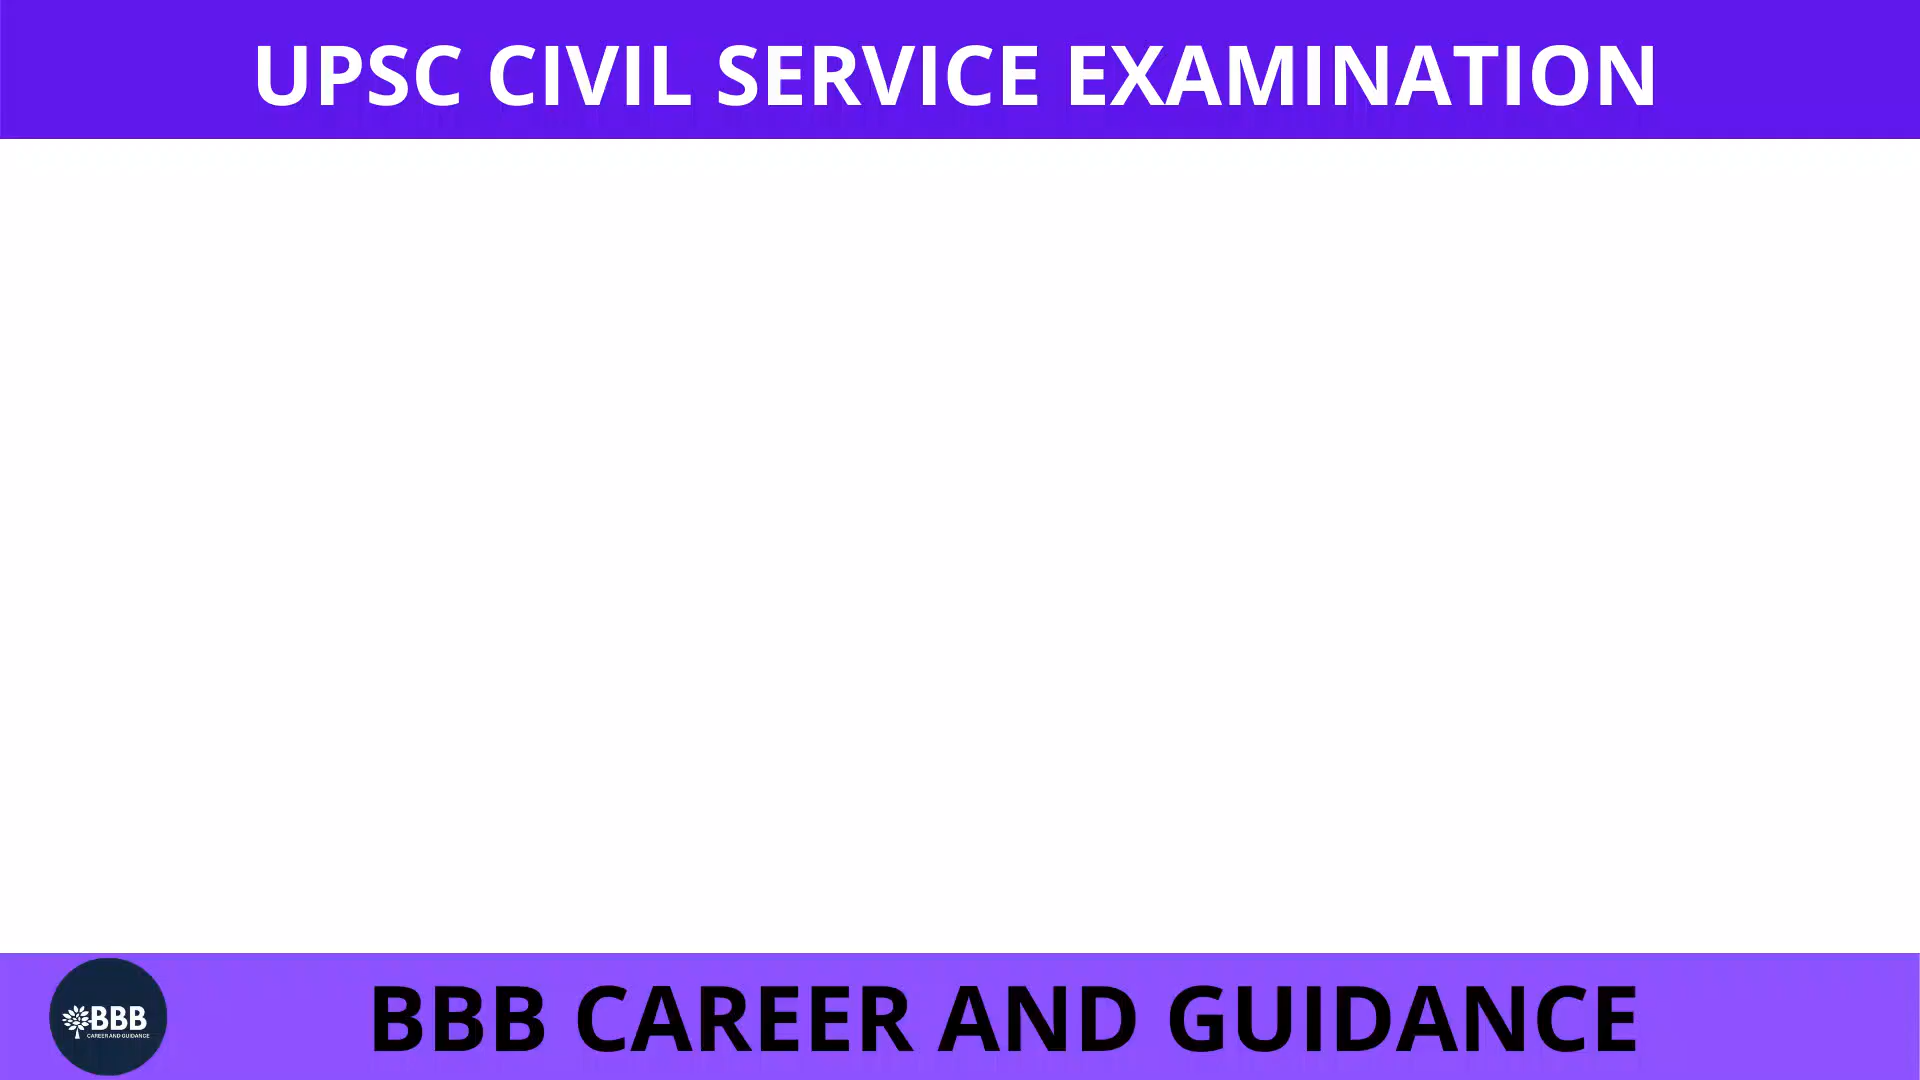 UPSC CIVIL SERVICE EXAMINATION
BBB
CAREER AND GUIDANCE
BBB CAREER AND GUIDANCE